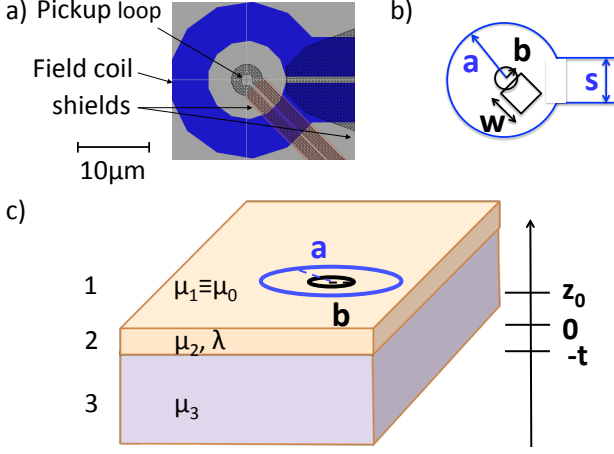 a)
Pickup loop
Field coil
shields
10μm
b)
a
b
w
s
c)
a
b
1
μ₁≡μ₀
2
μ₂, λ
3
μ₃
z₀
0
-t